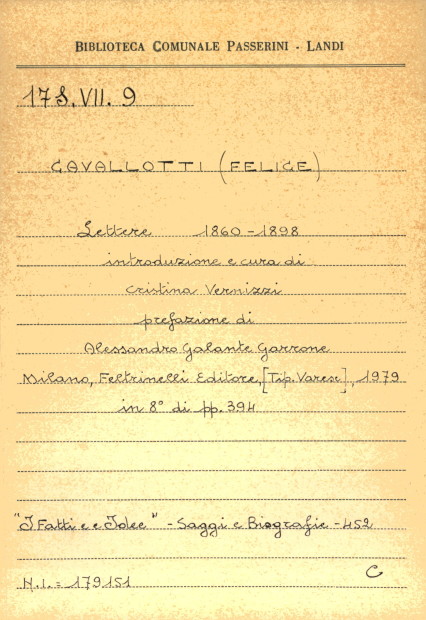 BIBLIOTECA COMUNALE PASSERINI - LANDI
17S. VII. 9
CAVALLOTTI (FELICE)
Lettere 1860-1898
introduzione e cura di
Cristina Vernizzi
prefazione di
Alessandro Galante Garrone
Milano, Feltrinelli Editore, [Tip. Varese], 1979
in 8° di pp. 394
"I Fatti e e Idee" - Saggi e Biografie - 452
N.I. = 179151
C